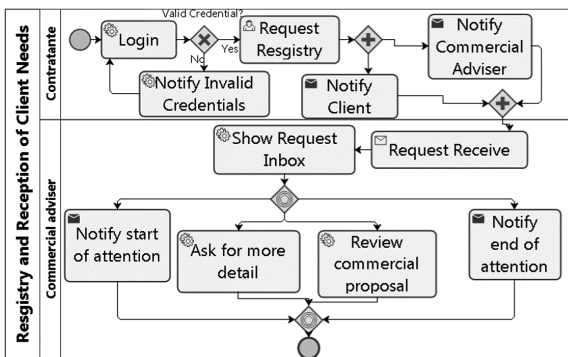 Resgistry and Reception of Client Needs
Contratante
Valid Credential?
Login
Yes
No
Request
Resgistry
Notify
Commercial
Adviser
Notify Invalid
Credentials
Notify
Client
Commercial adviser
Show Request
Inbox
Request Receive
Notify start
of attention
Ask for more
detail
Review
commercial
proposal
Notify
end of
attention